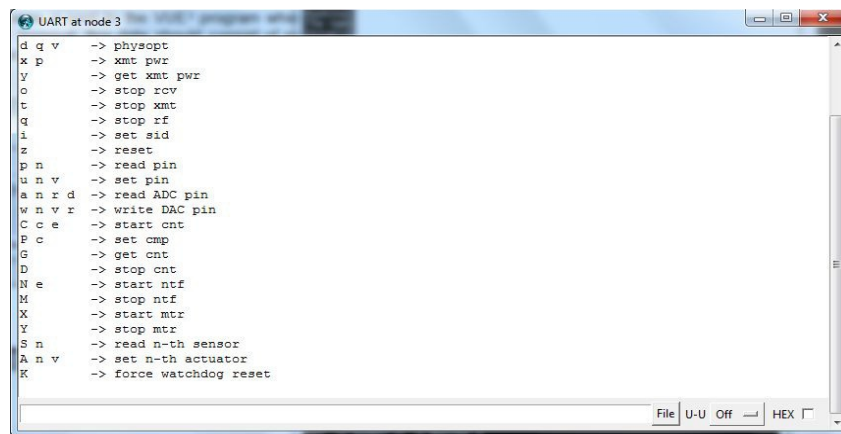 UART at node 3
d q v -> physopt
x p -> xmt pwr
y -> get xmt pwr
o -> stop rcv
t -> stop xmt
q -> stop rf
i -> set sid
z -> reset
p n -> read pin
u n v -> set pin
a n r d -> read ADC pin
w n v r -> write DAC pin
C c e -> start cnt
P c -> set cmp
G -> get cnt
D -> stop cnt
N e -> start ntf
M -> stop ntf
X -> start mtr
Y -> stop mtr
S n -> read n-th sensor
A n v -> set n-th actuator
K -> force watchdog reset
File U-U Off HEX